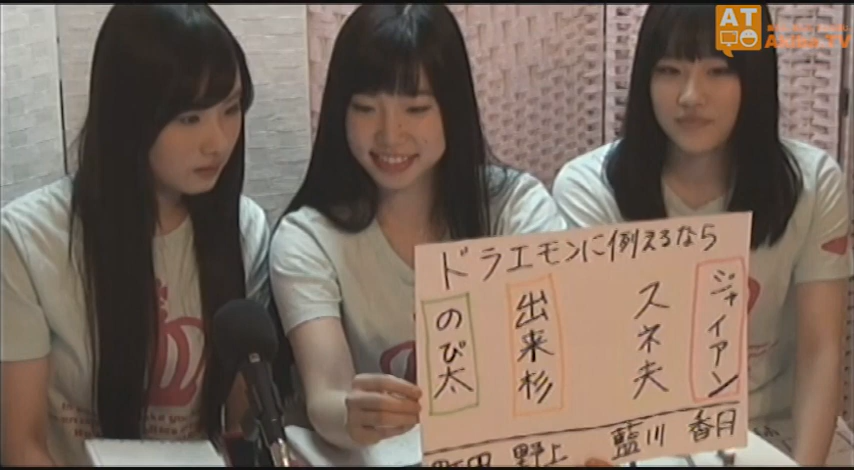 ドラエモンに例えるなら
ジャイアン
スネ夫
出来杉
のび太
香月
藍川
野上
AT